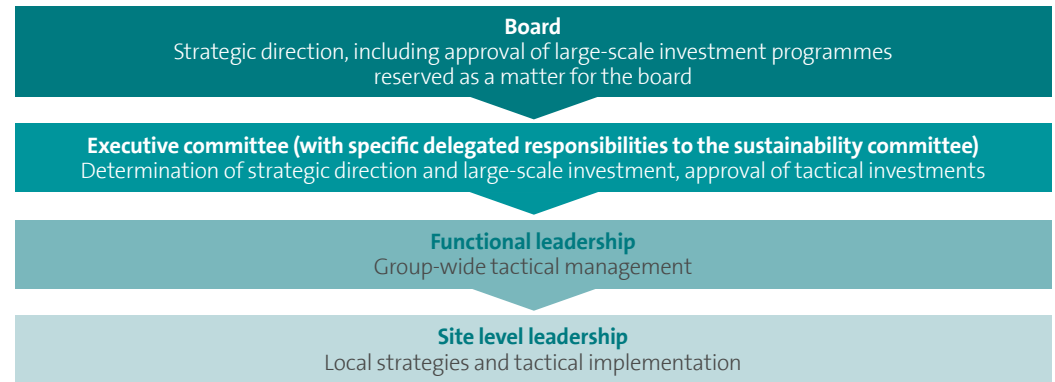 Board
Strategic direction, including approval of large-scale investment programmes
reserved as a matter for the board
Executive committee (with specific delegated responsibilities to the sustainability committee)
Determination of strategic direction and large-scale investment, approval of tactical investments
Functional leadership
Group-wide tactical management
Site level leadership
Local strategies and tactical implementation